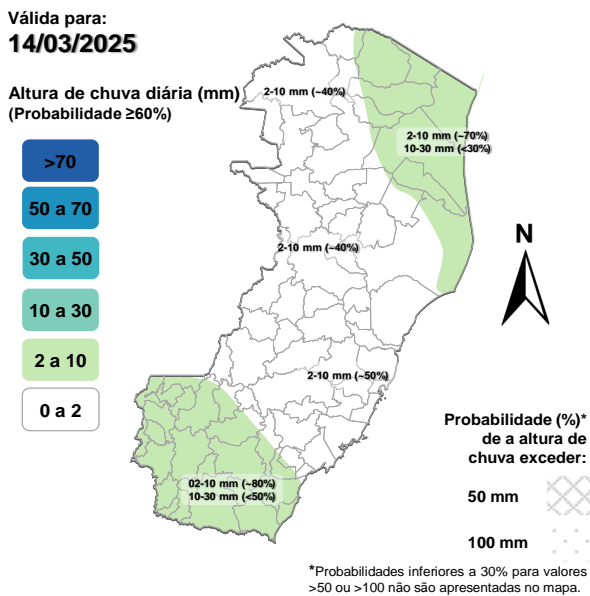 Válida para:
14/03/2025
Altura de chuva diária (mm)
(Probabilidade ≥60%)
>70
50 a 70
30 a 50
10 a 30
2 a 10
0 a 2
2-10 mm (~40%)
2-10 mm (~70%)
10-30 mm (<30%)
2-10 mm (~40%)
2-10 mm (~50%)
02-10 mm (~80%)
10-30 mm (<50%)
N
Probabilidade (%)*
de a altura de
chuva exceder:
50 mm
100 mm
*Probabilidades inferiores a 30% para valores
>50 ou >100 não são apresentadas no mapa.